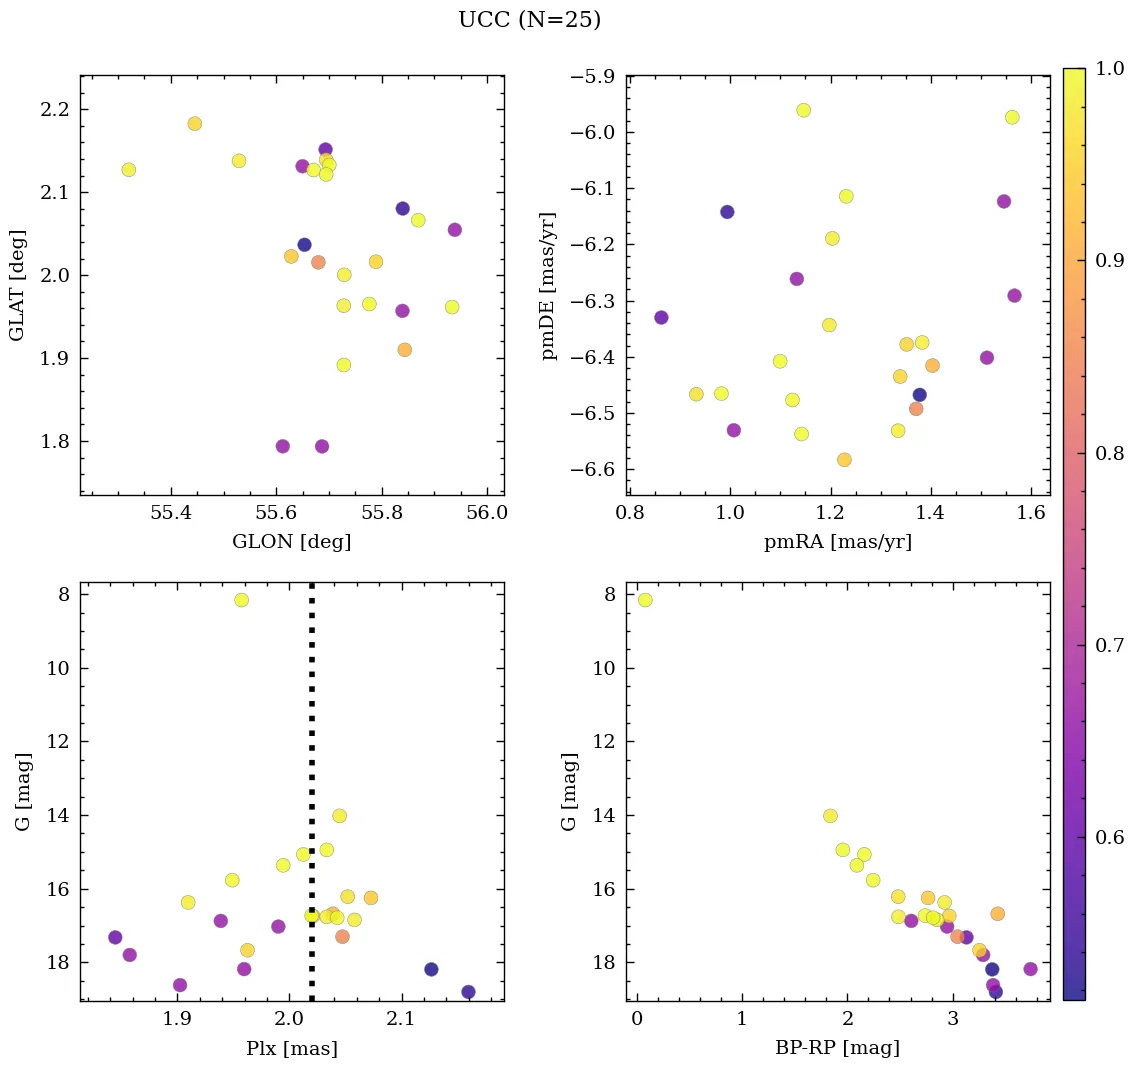 UCC (N=25)
2.2
2.1
2.0
1.9
1.8
GLAT [deg]
55.4 55.6 55.8 56.0
GLON [deg]
−5.9
−6.0
−6.1
−6.2
−6.3
−6.4
−6.5
−6.6
pmDE [mas/yr]
0.8 1.0 1.2 1.4 1.6
pmRA [mas/yr]
8
10
12
14
16
18
G [mag]
1.9 2.0 2.1
Plx [mas]
8
10
12
14
16
18
G [mag]
0 1 2 3
BP-RP [mag]
1.0
0.9
0.8
0.7
0.6